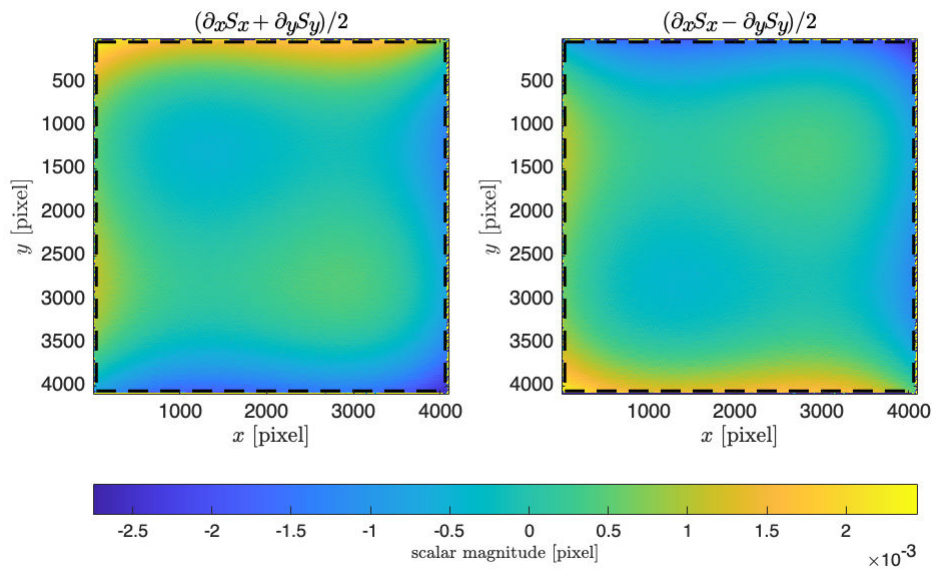 (∂xSx + ∂ySy)/2
(∂xSx − ∂ySy)/2
500
1000
1500
2000
2500
3000
3500
4000
y [pixel]
1000 2000 3000 4000
x [pixel]
500
1000
1500
2000
2500
3000
3500
4000
y [pixel]
1000 2000 3000 4000
x [pixel]
-2.5 -2 -1.5 -1 -0.5 0 0.5 1 1.5 2
scalar magnitude [pixel]
×10⁻³